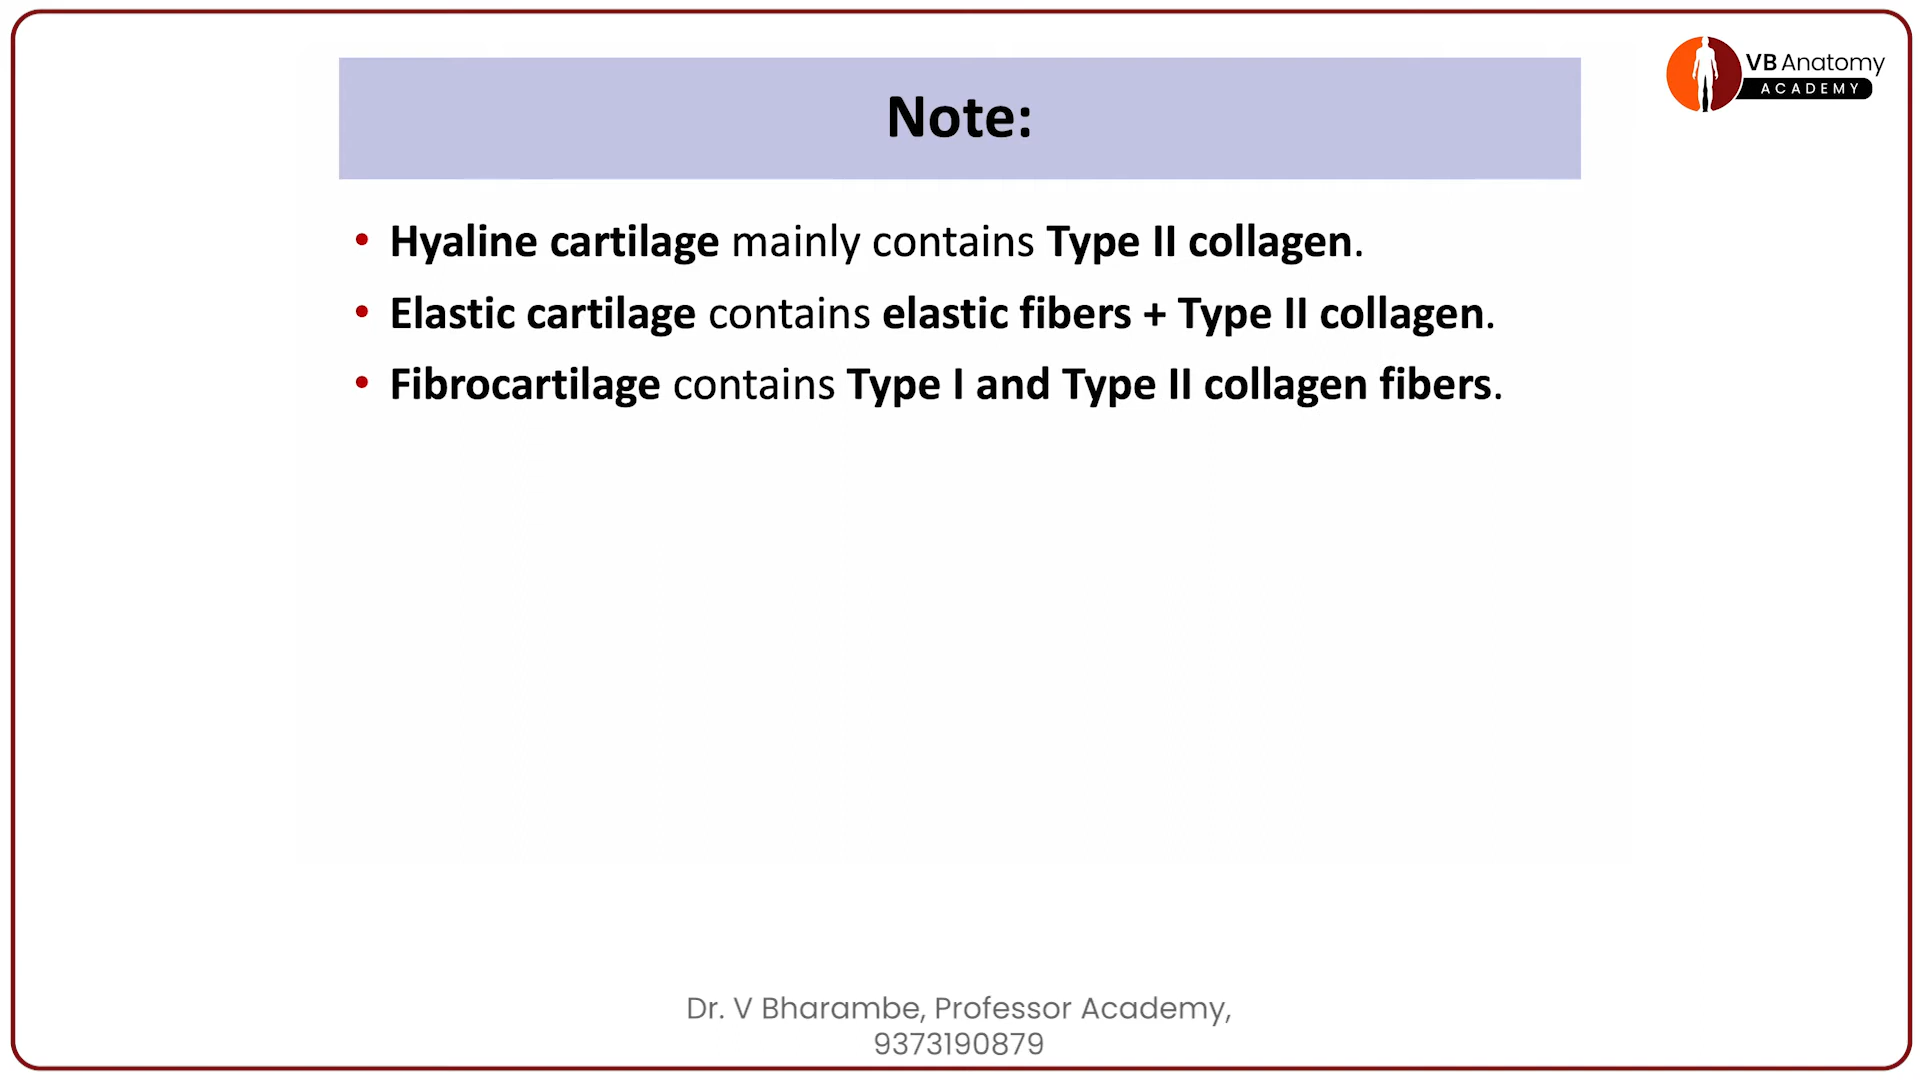 VB Anatomy
ACADEMY
Note:
• Hyaline cartilage mainly contains Type II collagen.
• Elastic cartilage contains elastic fibers + Type II collagen.
• Fibrocartilage contains Type I and Type II collagen fibers.
Dr. V Bharambe, Professor Academy,
9373190879